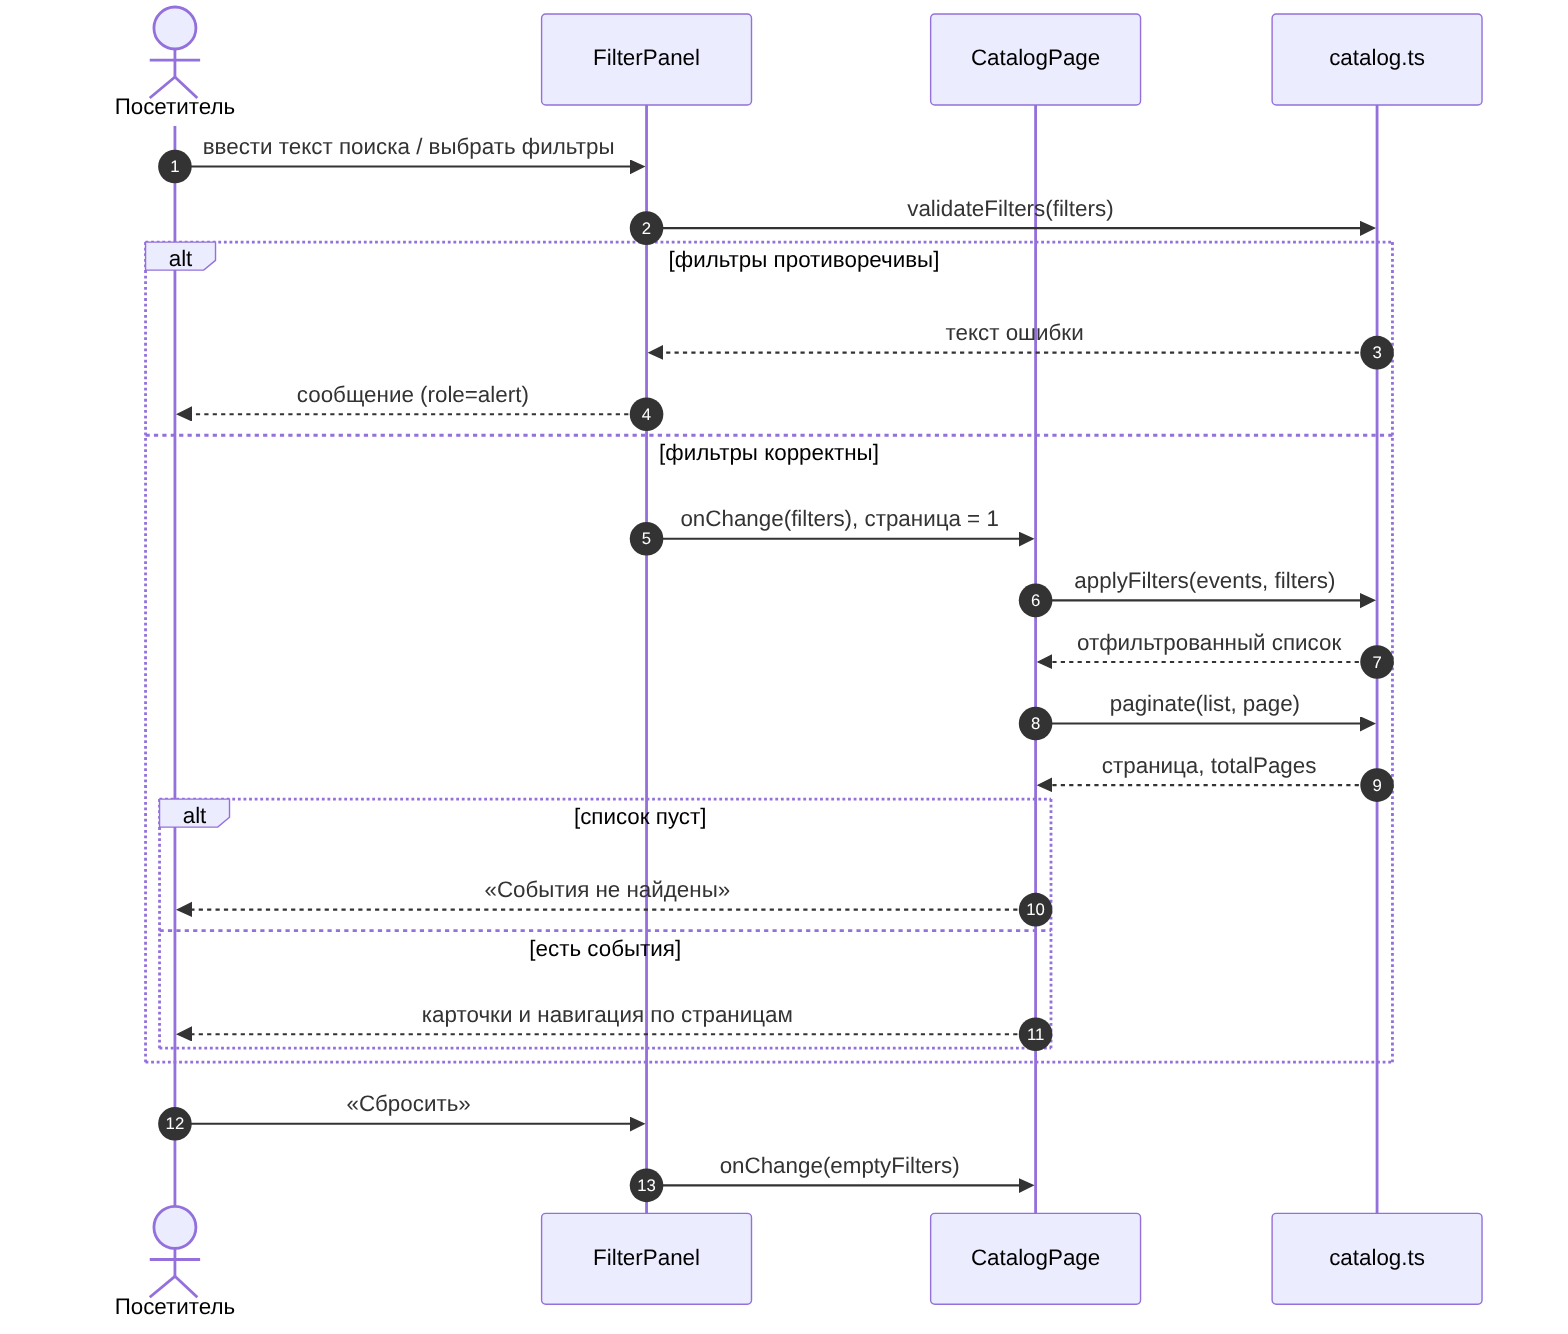 FilterPanel
CatalogPage
catalog.ts
Посетитель
ввести текст поиска / выбрать фильтры
1
validateFilters(filters)
2
alt
[фильтры противоречивы]
текст ошибки
3
сообщение (role=alert)
4
[фильтры корректны]
onChange(filters), страница = 1
5
applyFilters(events, filters)
6
отфильтрованный список
7
paginate(list, page)
8
страница, totalPages
9
alt
[список пуст]
«События не найдены»
10
[есть события]
карточки и навигация по страницам
11
«Сбросить»
12
onChange(emptyFilters)
13
FilterPanel
CatalogPage
catalog.ts
Посетитель